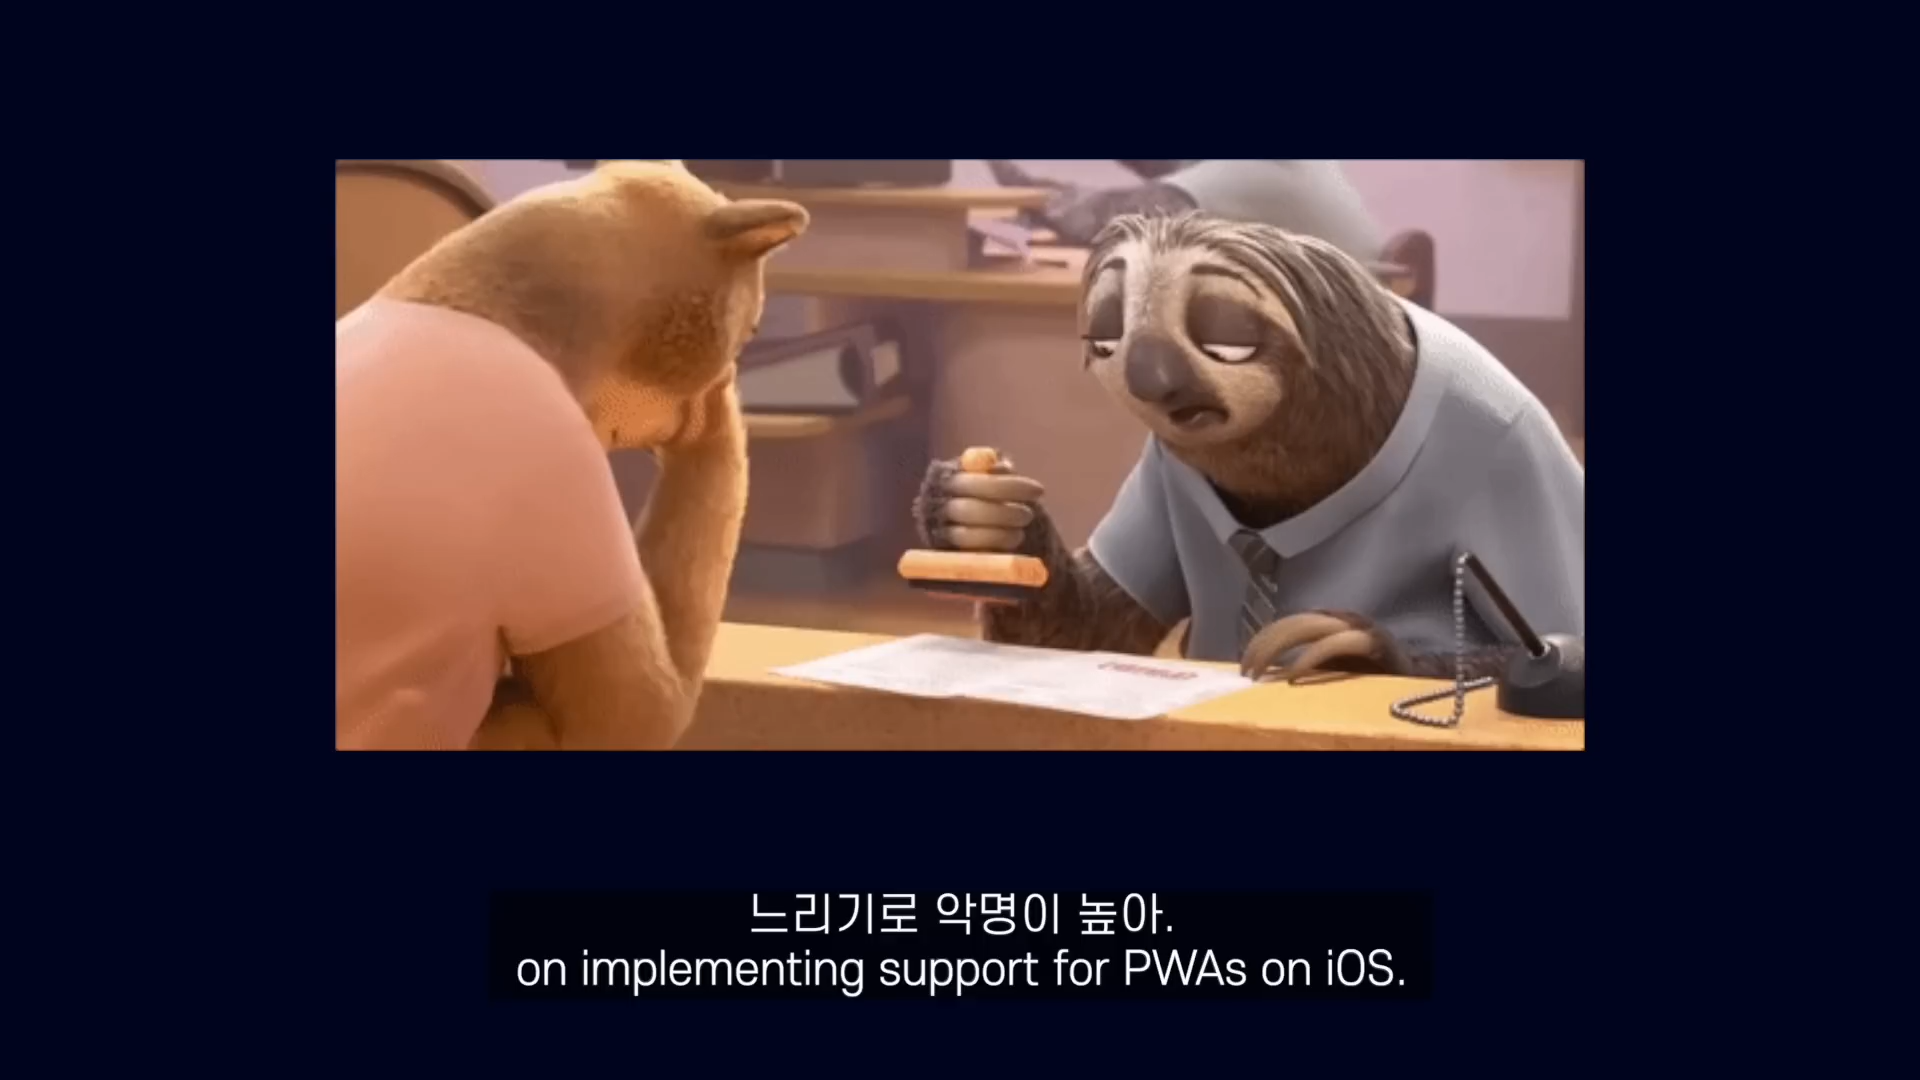 느리기로 악명이 높아.
on implementing support for PWAs on iOS.